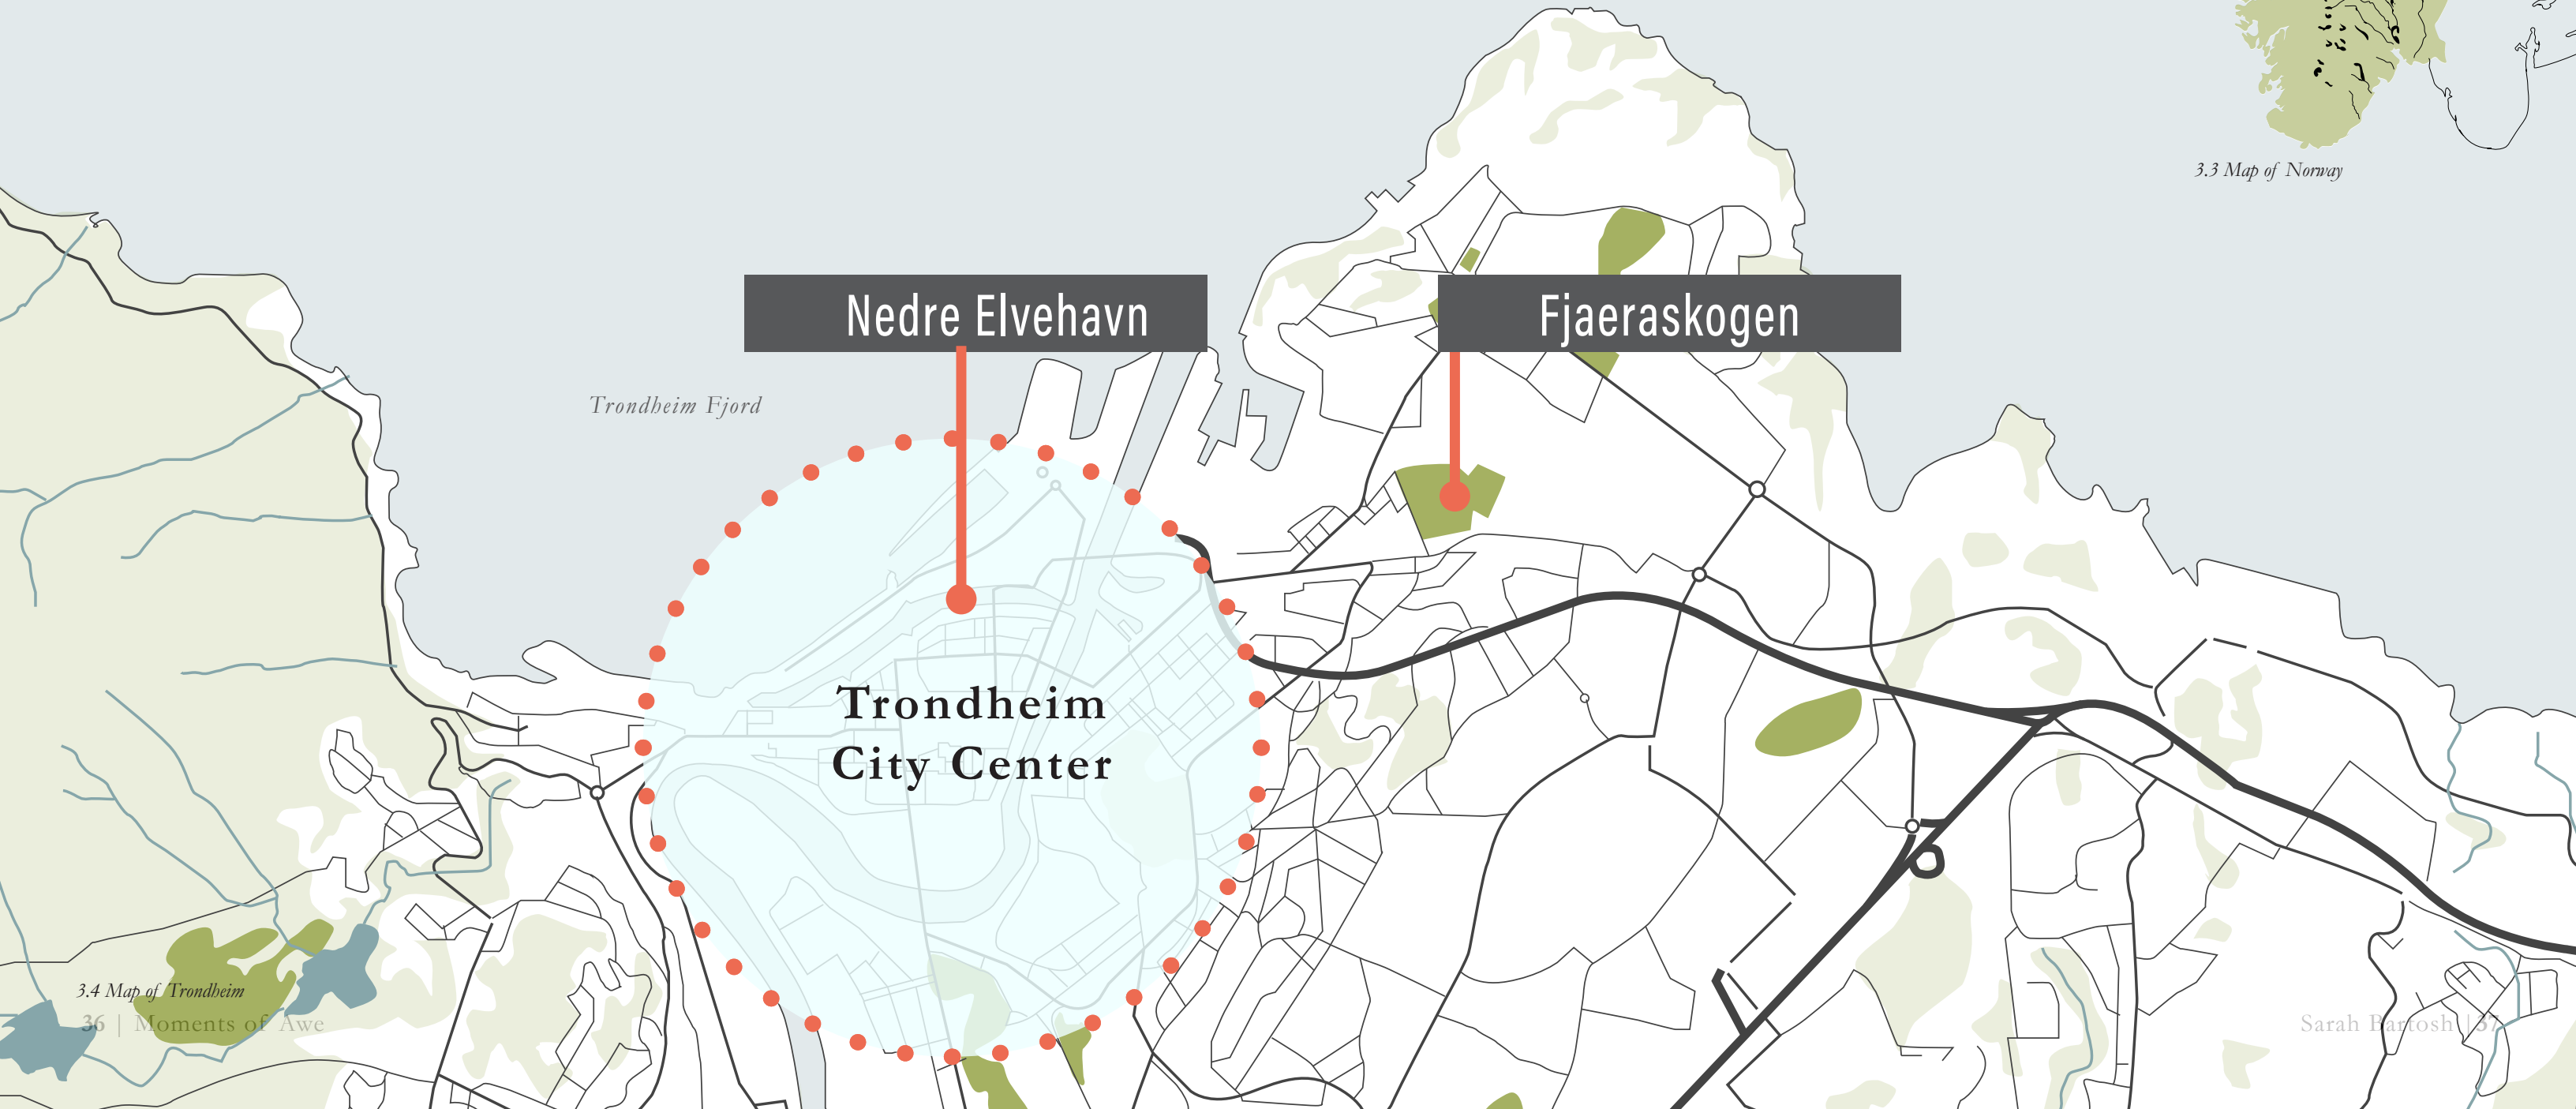 3.3 Map of Norway
Nedre Elvehavn
Fjaeraskogen
Trondheim Fjord
Trondheim
City Center
3.4 Map of Trondheim
36 | Moments of Awe
Sarah Bartosh | 37